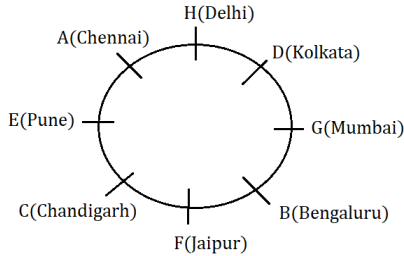 H(Delhi)
A(Chennai)
D(Kolkata)
E(Pune)
G(Mumbai)
C(Chandigarh)
B(Bengaluru)
F(Jaipur)